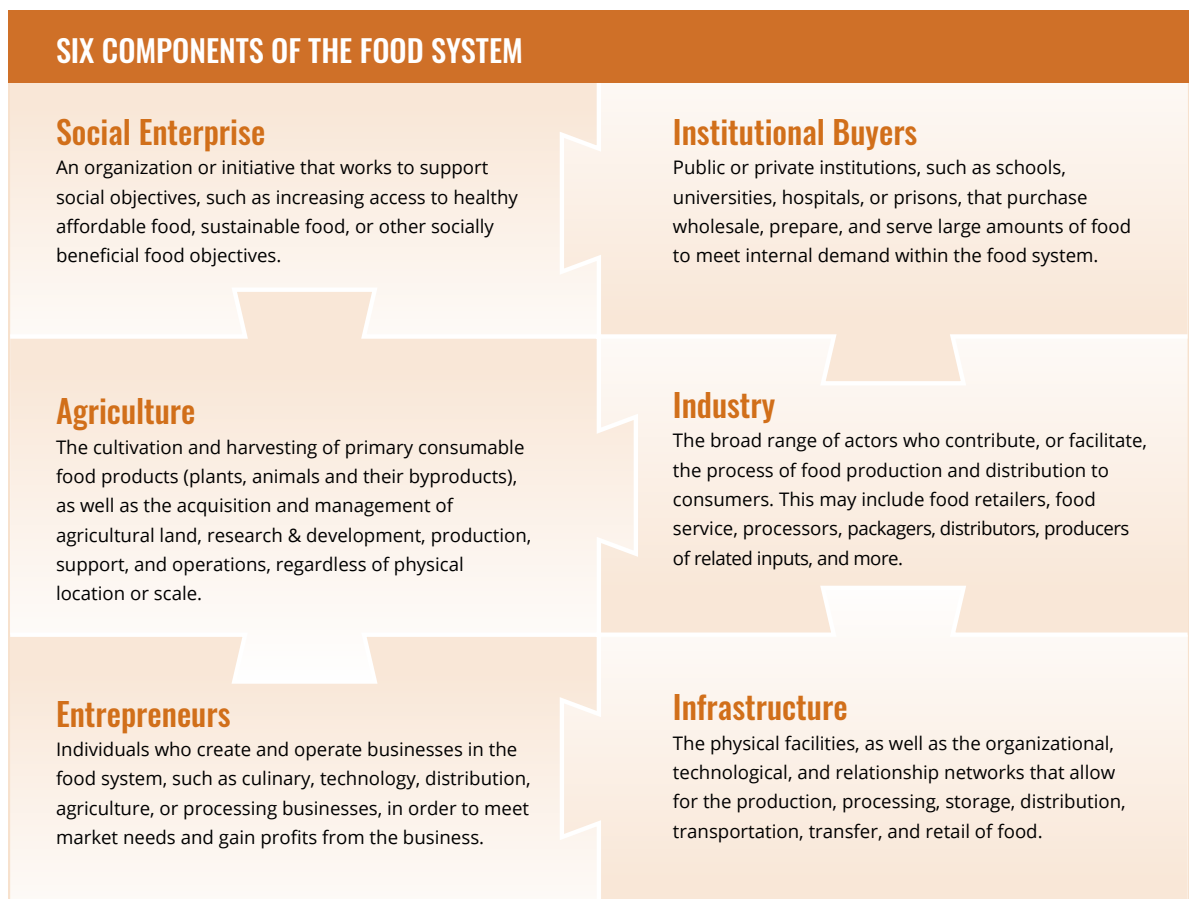 SIX COMPONENTS OF THE FOOD SYSTEM
Social Enterprise
An organization or initiative that works to support
social objectives, such as increasing access to healthy
affordable food, sustainable food, or other socially
beneficial food objectives.
Institutional Buyers
Public or private institutions, such as schools,
universities, hospitals, or prisons, that purchase
wholesale, prepare, and serve large amounts of food
to meet internal demand within the food system.
Agriculture
The cultivation and harvesting of primary consumable
food products (plants, animals and their byproducts),
as well as the acquisition and management of
agricultural land, research & development, production,
support, and operations, regardless of physical
location or scale.
Industry
The broad range of actors who contribute, or facilitate,
the process of food production and distribution to
consumers. This may include food retailers, food
service, processors, packagers, distributors, producers
of related inputs, and more.
Entrepreneurs
Individuals who create and operate businesses in the
food system, such as culinary, technology, distribution,
agriculture, or processing businesses, in order to meet
market needs and gain profits from the business.
Infrastructure
The physical facilities, as well as the organizational,
technological, and relationship networks that allow
for the production, processing, storage, distribution,
transportation, transfer, and retail of food.